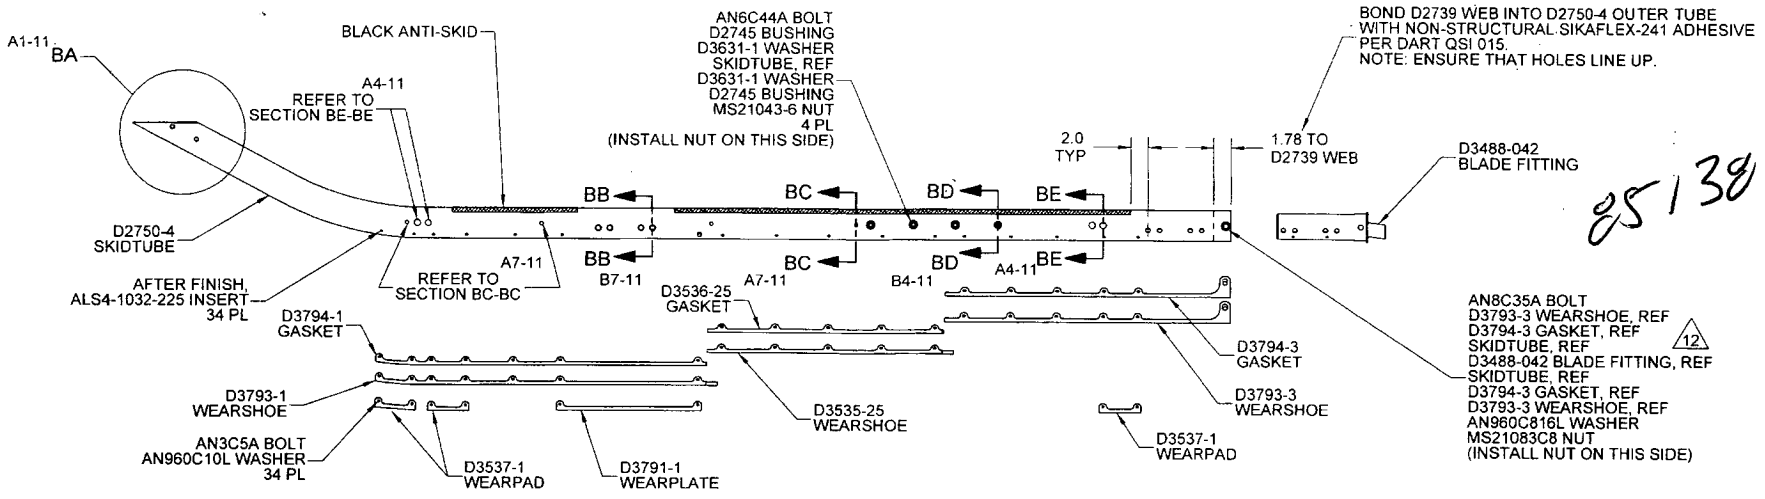 A1-11
BA
BLACK ANTI-SKID
A4-11
REFER TO
SECTION BE-BE
AN6C44A BOLT
D2745 BUSHING
D3631-1 WASHER
SKIDTUBE, REF
D3631-1 WASHER
D2745 BUSHING
MS21043-6 NUT
4 PL
(INSTALL NUT ON THIS SIDE)
BOND D2739 WEB INTO D2750-4 OUTER TUBE
WITH NON-STRUCTURAL SIKAFLEX-241 ADHESIVE
PER DART QSI 015.
NOTE: ENSURE THAT HOLES LINE UP.
2.0
TYP
1.78 TO
D2739 WEB
D3488-042
BLADE FITTING
85138
BB
BC
BD
BE
D2750-4
SKIDTUBE
AFTER FINISH,
ALS4-1032-225 INSERT
34 PL
REFER TO
SECTION BC-BC
A7-11
BB
B7-11
BC
A7-11
BD
B4-11
BE
A4-11
D3794-1
GASKET
D3536-25
GASKET
D3794-3
GASKET
D3793-1
WEARSHOE
D3535-25
WEARSHOE
D3793-3
WEARSHOE
AN3C5A BOLT
AN960C10L WASHER
34 PL
D3537-1
WEARPAD
D3791-1
WEARPLATE
D3537-1
WEARPAD
AN8C35A BOLT
D3793-3 WEARSHOE, REF
D3794-3 GASKET, REF
SKIDTUBE, REF
D3488-042 BLADE FITTING, REF
SKIDTUBE, REF
D3794-3 GASKET, REF
D3793-3 WEARSHOE, REF
AN960C816L WASHER
MS21083C8 NUT
(INSTALL NUT ON THIS SIDE)
12